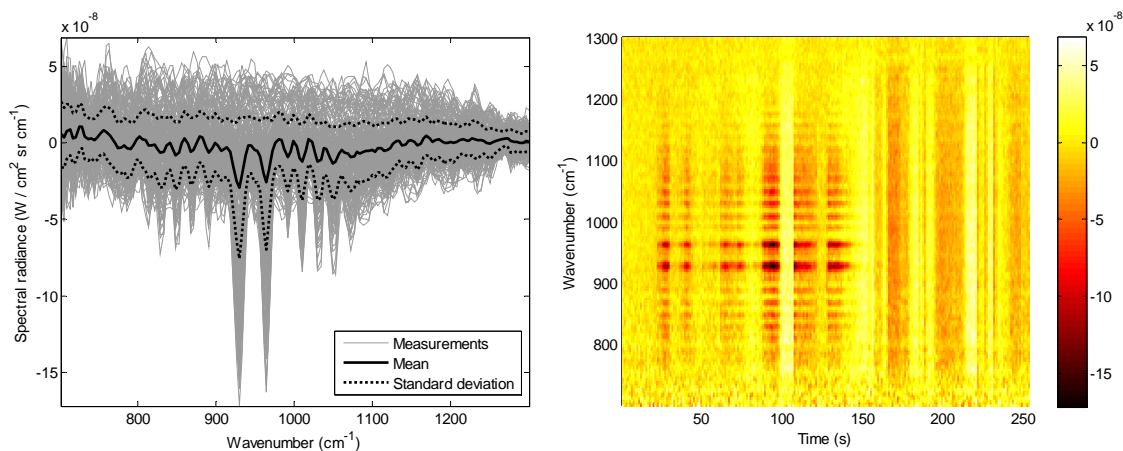 x 10^-8
5
0
-5
-10
-15
Spectral radiance (W / cm^2 sr cm^-1)
800 900 1000 1100 1200
Wavenumber (cm^-1)
Measurements
Mean
Standard deviation
1300
1200
1100
1000
900
800
Wavenumber (cm^-1)
50 100 150 200 250
Time (s)
x 10^-8
5
0
-5
-10
-15